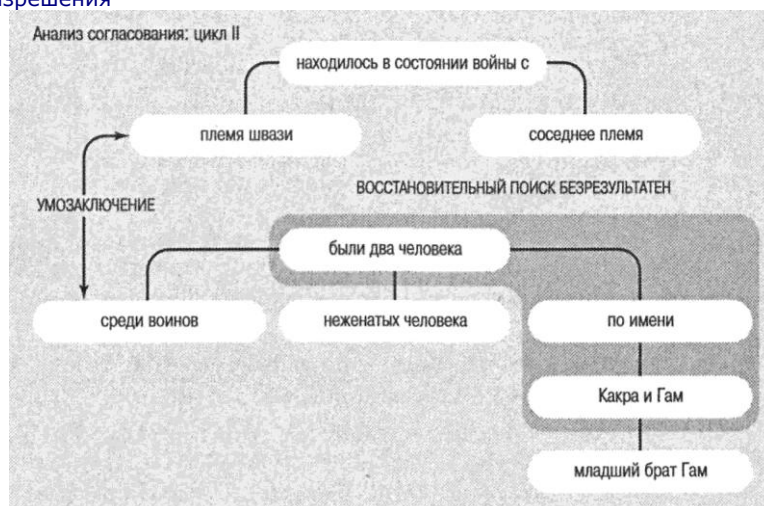 азрешения
Анализ согласования: цикл II
находилось в состоянии войны с
племя швази
соседнее племя
ВОССТАНОВИТЕЛЬНЫЙ ПОИСК БЕЗРЕЗУЛЬТАТЕН
УМОЗАКЛЮЧЕНИЕ
были два человека
среди воинов
неженатых человека
по имени
Какра и Гам
младший брат Гам